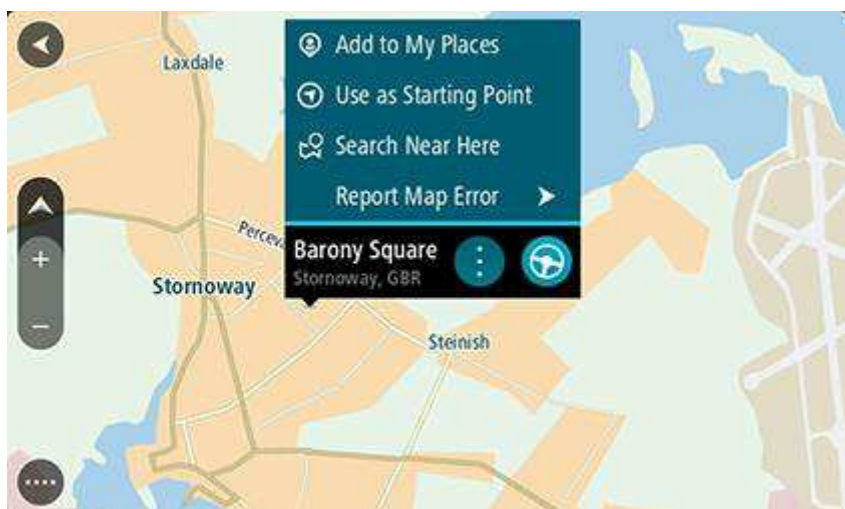 Laxdale
Add to My Places
Use as Starting Point
Search Near Here
Report Map Error
Perceva
Barony Square
Stornoway, GBR
Stornoway
Steinish